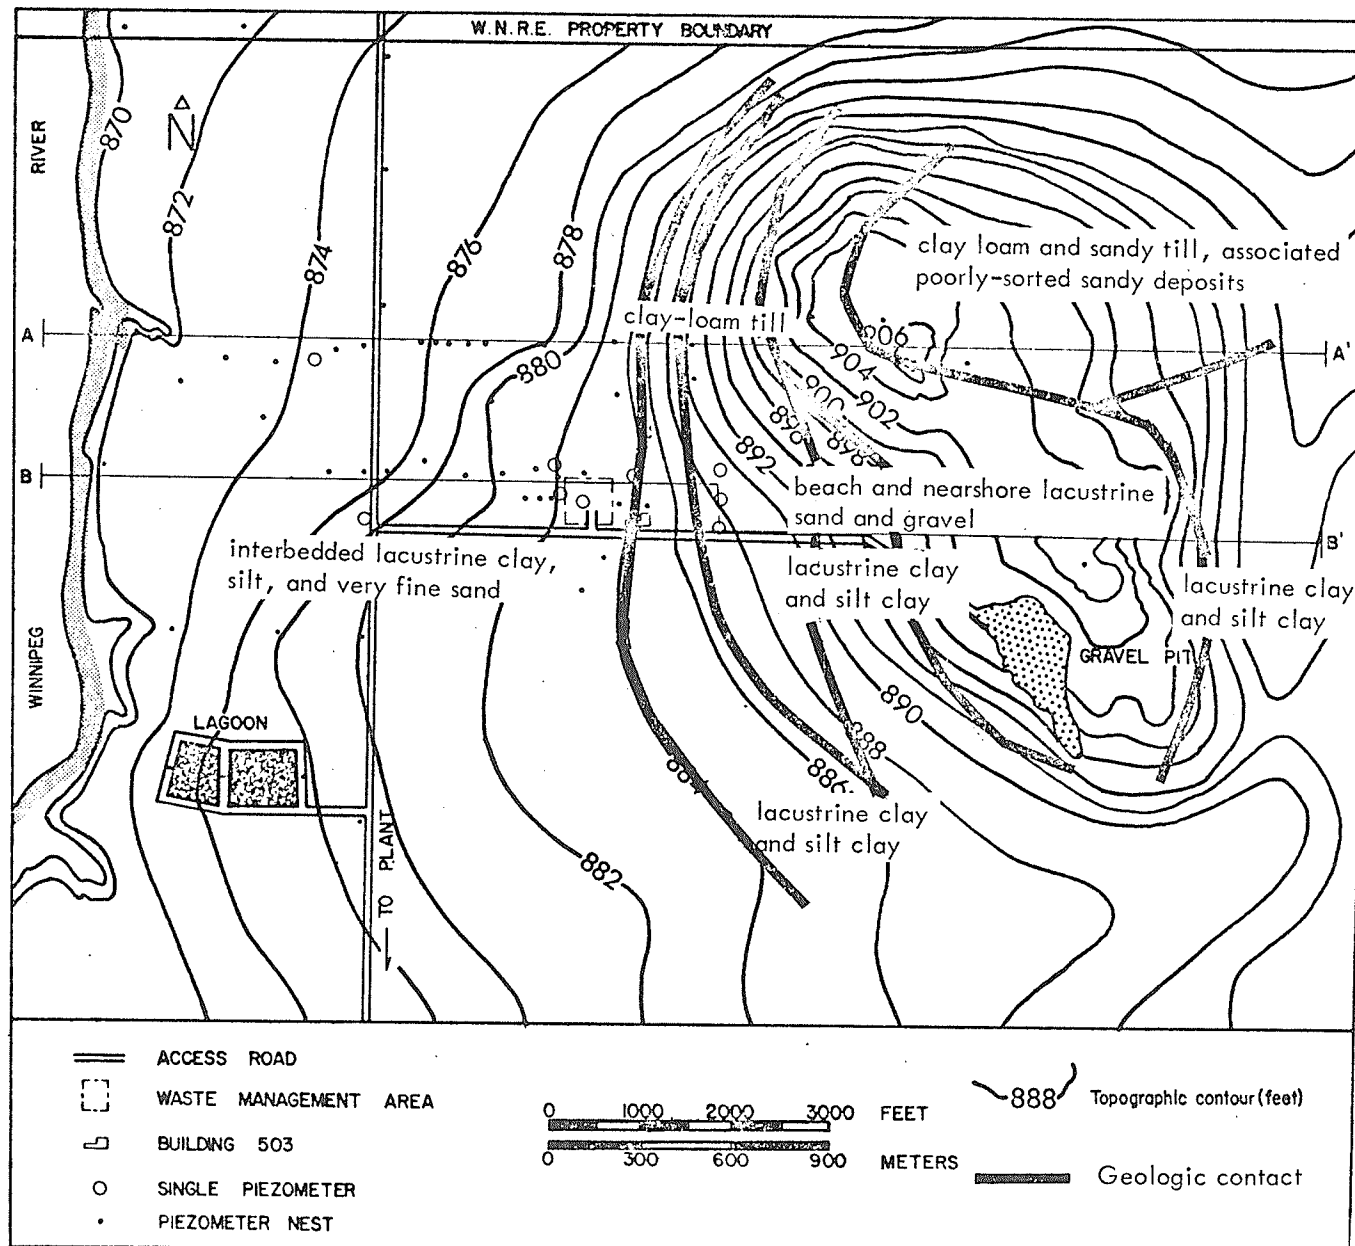 W.N.R.E. PROPERTY BOUNDARY
RIVER
WINNIPEG
N
870
872
874
876
878
880
clay loam and sandy till, associated
poorly-sorted sandy deposits
clay-loam till
A
A'
906
904
902
900
898
896
892
B
B'
beach and nearshore lacustrine
sand and gravel
interbedded lacustrine clay,
silt, and very fine sand
lacustrine clay
and silt clay
lacustrine clay
and silt clay
GRAVEL PIT
LAGOON
890
888
886
884
lacustrine clay
and silt clay
882
TO PLANT
ACCESS ROAD
WASTE MANAGEMENT AREA
BUILDING 503
SINGLE PIEZOMETER
PIEZOMETER NEST
0 1000 2000 3000 FEET
0 300 600 900 METERS
888 Topographic contour (feet)
Geologic contact